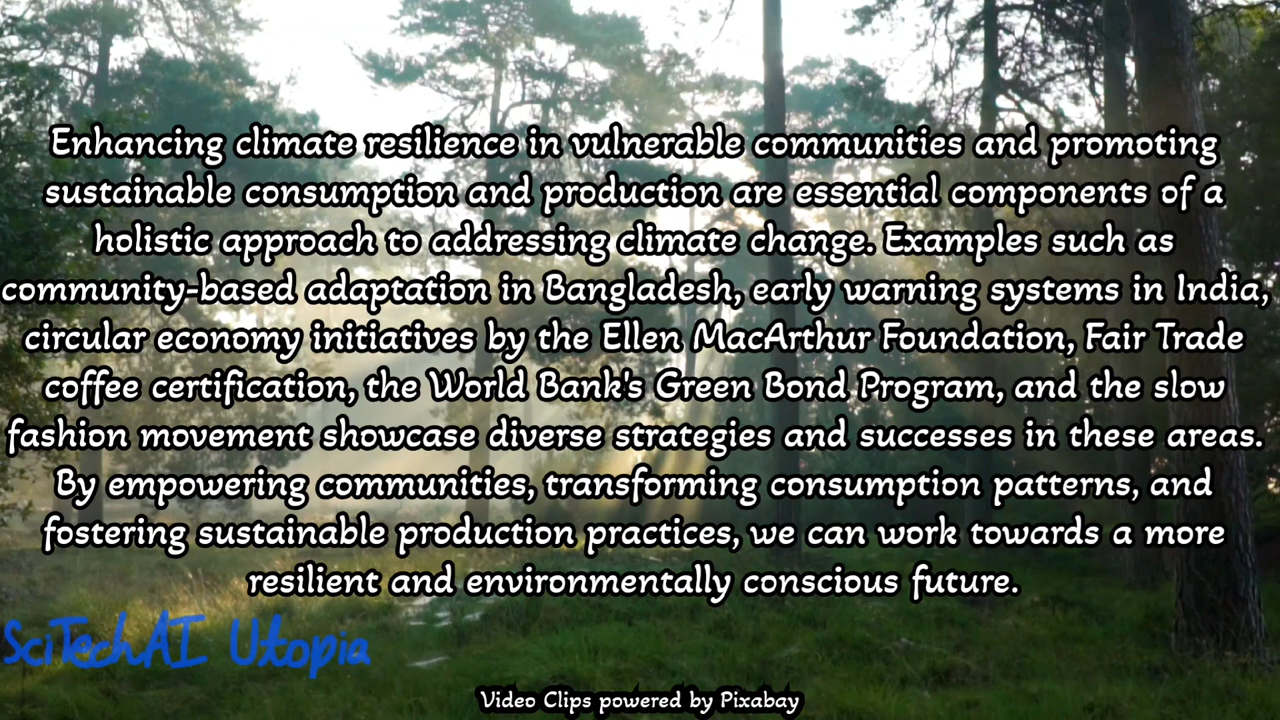 Enhancing climate resilience in vulnerable communities and promoting
sustainable consumption and production are essential components of a
holistic approach to addressing climate change. Examples such as
community-based adaptation in Bangladesh, early warning systems in India,
circular economy initiatives by the Ellen MacArthur Foundation, Fair Trade
coffee certification, the World Bank's Green Bond Program, and the slow
fashion movement showcase diverse strategies and successes in these areas.
By empowering communities, transforming consumption patterns, and
fostering sustainable production practices, we can work towards a more
resilient and environmentally conscious future.
SciTechAI Utopia
Video Clips powered by Pixabay